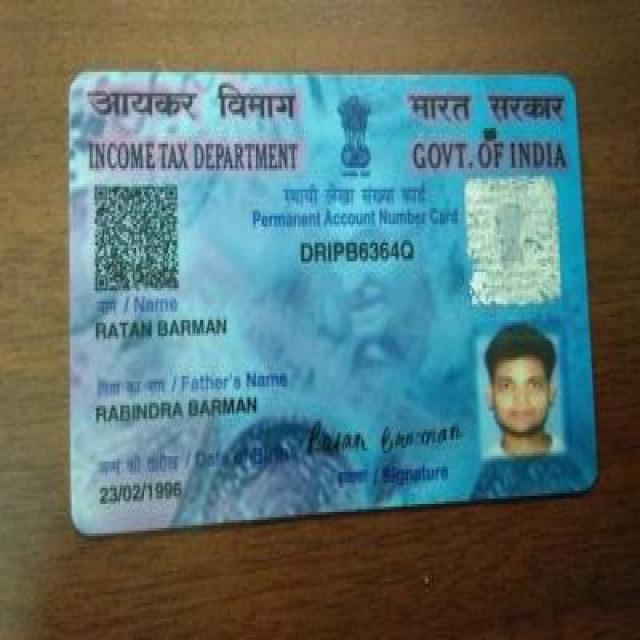 आयकर विभाग
भारत सरकार
INCOME TAX DEPARTMENT
GOVT. OF INDIA
स्थायी लेखा संख्या कार्ड
Permanent Account Number Card
DRIPB6364Q
नाम / Name
RATAN BARMAN
पिता का नाम / Father's Name
RABINDRA BARMAN
जन्म की तारीख / Date of Birth
23/02/1996
Ratan Barman
हस्ताक्षर / Signature